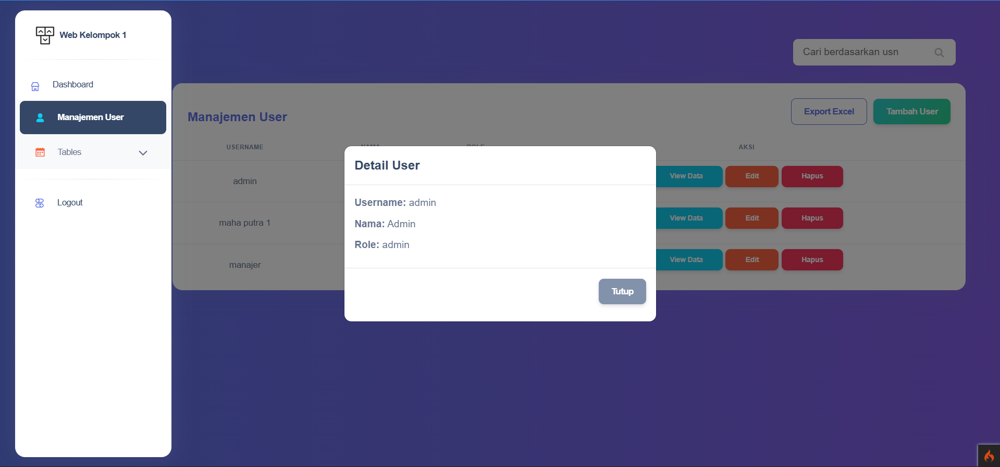 Web Kelompok 1
Cari berdasarkan usn
Dashboard
Manajemen User
Tables
Logout
Manajemen User
Export Excel
Tambah User
USERNAME NAMA ROLE AKSI
admin View Data Edit Hapus
maha putra 1 View Data Edit Hapus
manajer View Data Edit Hapus
Detail User
Username: admin
Nama: Admin
Role: admin
Tutup